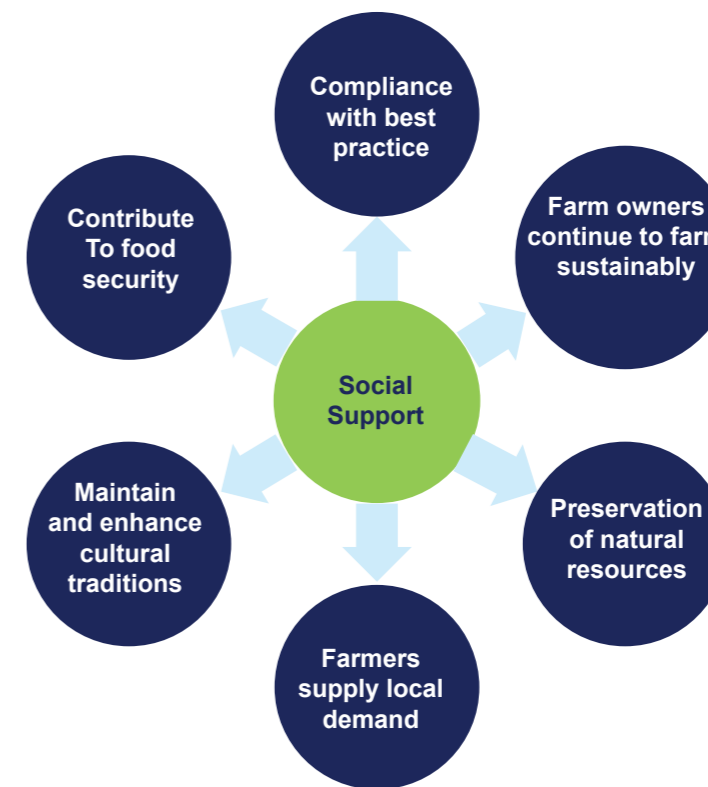 Compliance
with best
practice
Farm owners
continue to farm
sustainably
Preservation
of natural
resources
Farmers
supply local
demand
Maintain
and enhance
cultural
traditions
Contribute
To food
security
Social
Support